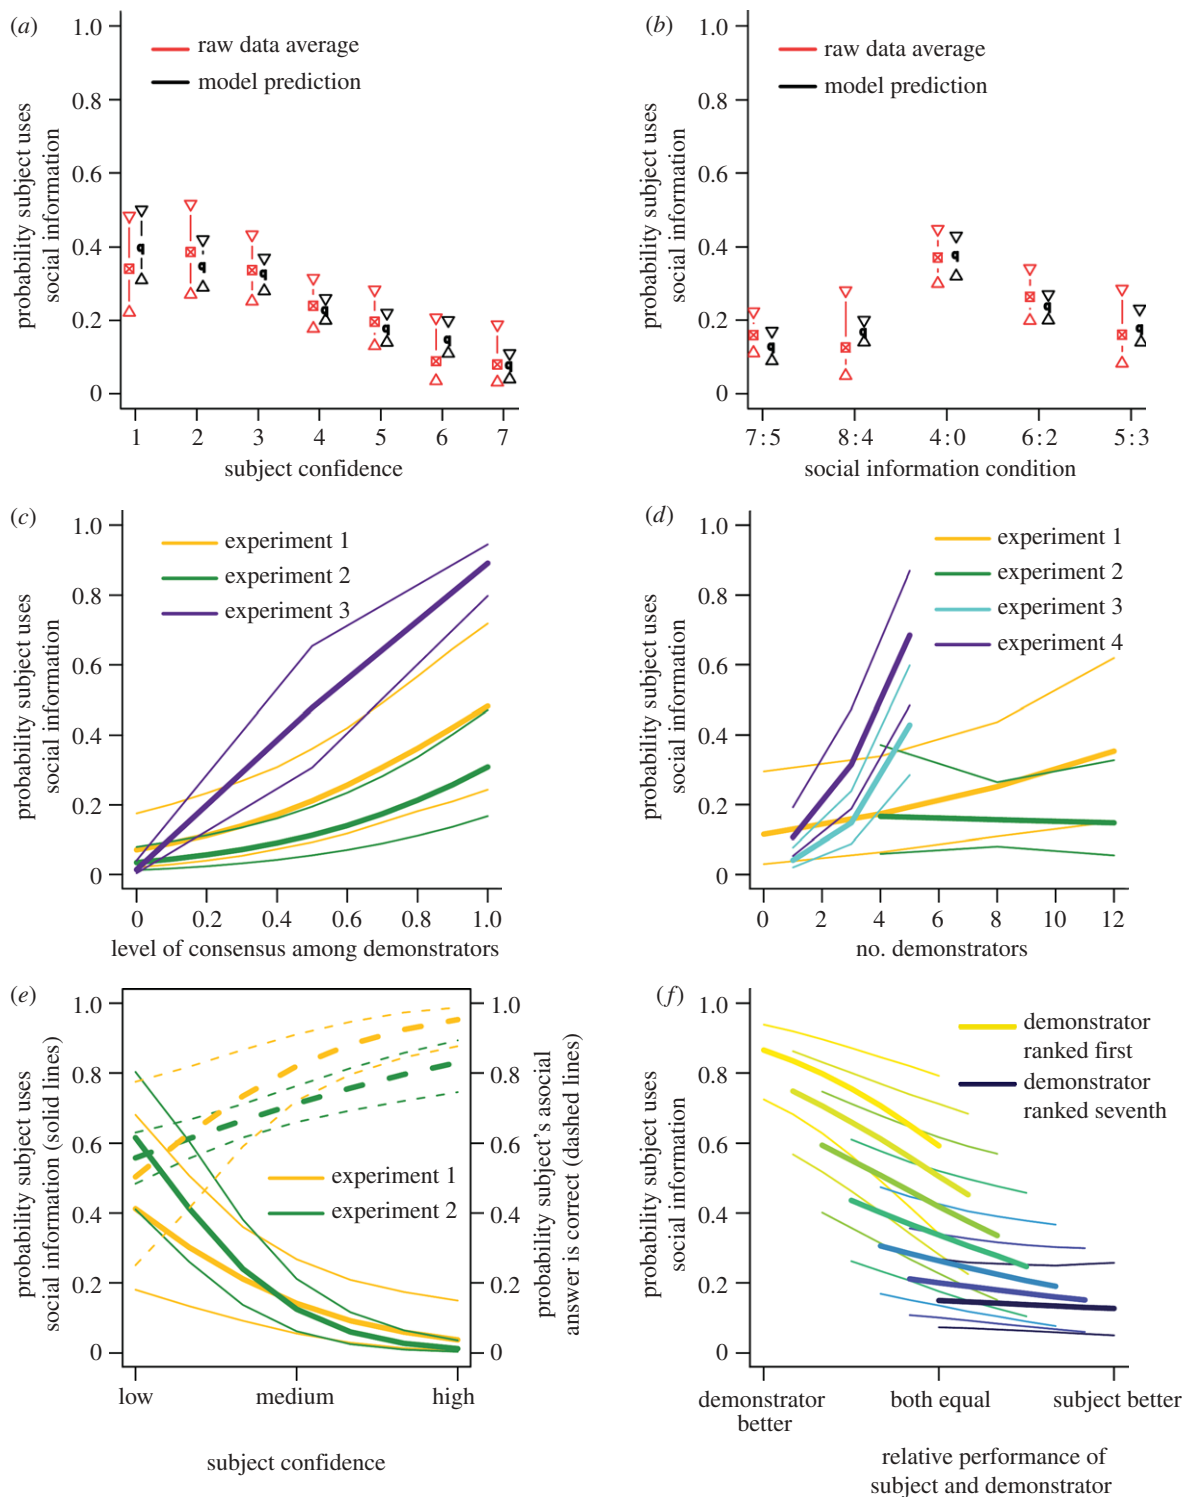 (a)
1.0
0.8
0.6
0.4
0.2
0
probability subject uses
social information
raw data average
model prediction
1 2 3 4 5 6 7
subject confidence
(b)
1.0
0.8
0.6
0.4
0.2
0
probability subject uses
social information
raw data average
model prediction
7:5 8:4 4:0 6:2 5:3
social information condition
(c)
1.0
0.8
0.6
0.4
0.2
0
probability subject uses
social information
experiment 1
experiment 2
experiment 3
0 0.2 0.4 0.6 0.8 1.0
level of consensus among demonstrators
(d)
1.0
0.8
0.6
0.4
0.2
0
probability subject uses
social information
experiment 1
experiment 2
experiment 3
experiment 4
0 2 4 6 8 10 12
no. demonstrators
(e)
1.0
0.8
0.6
0.4
0.2
0
probability subject uses
social information (solid lines)
experiment 1
experiment 2
1.0
0.8
0.6
0.4
0.2
0
probability subject's asocial
answer is correct (dashed lines)
low medium high
subject confidence
(f)
1.0
0.8
0.6
0.4
0.2
0
probability subject uses
social information
demonstrator
ranked first
demonstrator
ranked seventh
demonstrator
better
both equal
subject better
relative performance of
subject and demonstrator